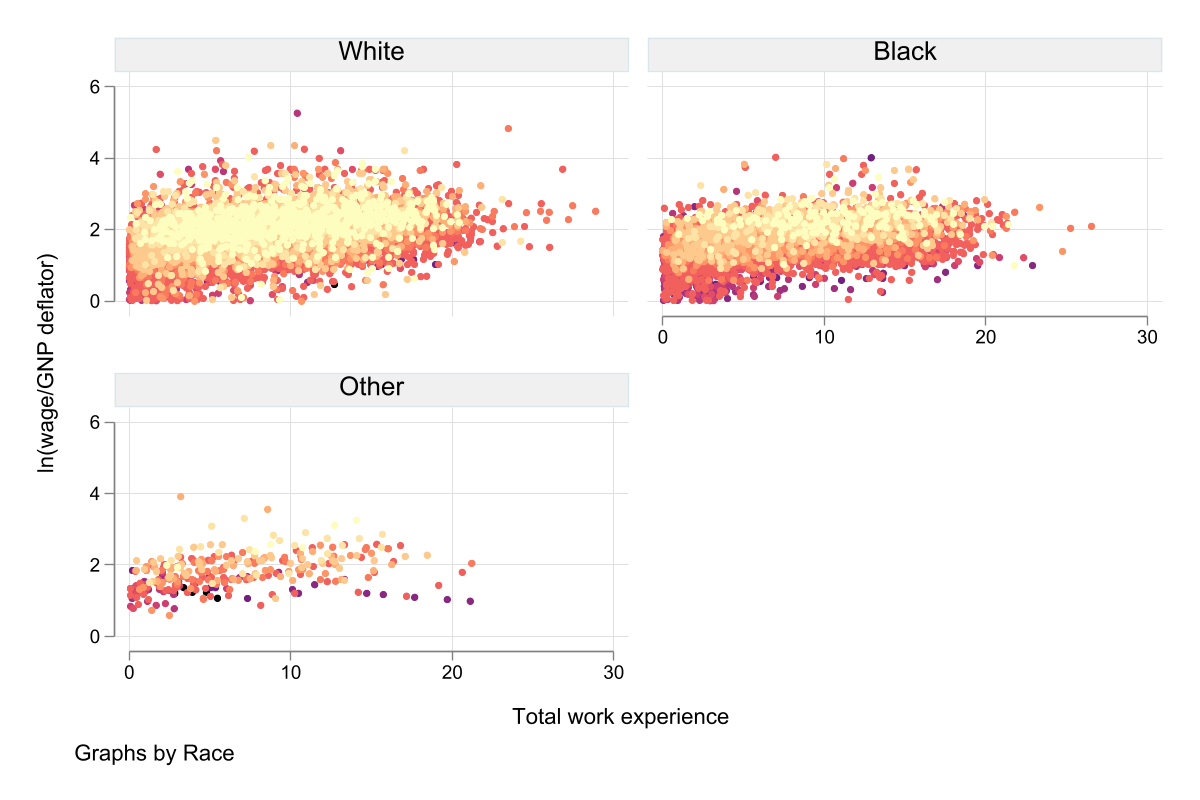 White
Black
6
4
2
0
0 10 20 30
Other
6
4
2
0
0 10 20 30
ln(wage/GNP deflator)
Total work experience
Graphs by Race